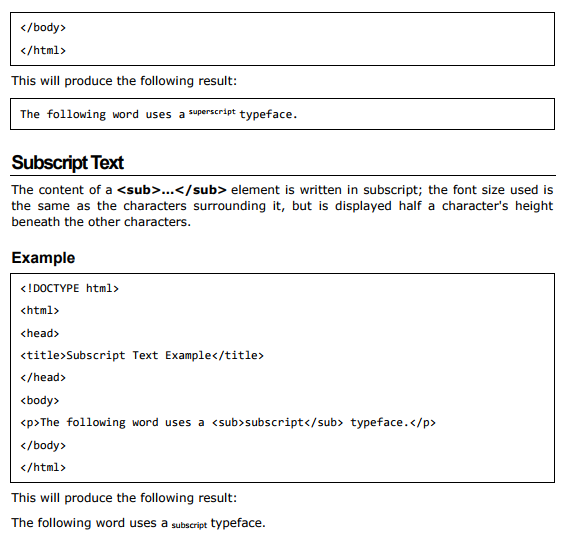 </body>
</html>
This will produce the following result:
The following word uses a superscript typeface.
Subscript Text
The content of a <sub>...</sub> element is written in subscript; the font size used is
the same as the characters surrounding it, but is displayed half a character's height
beneath the other characters.
Example
<!DOCTYPE html>
<html>
<head>
<title>Subscript Text Example</title>
</head>
<body>
<p>The following word uses a <sub>subscript</sub> typeface.</p>
</body>
</html>
This will produce the following result:
The following word uses a subscript typeface.